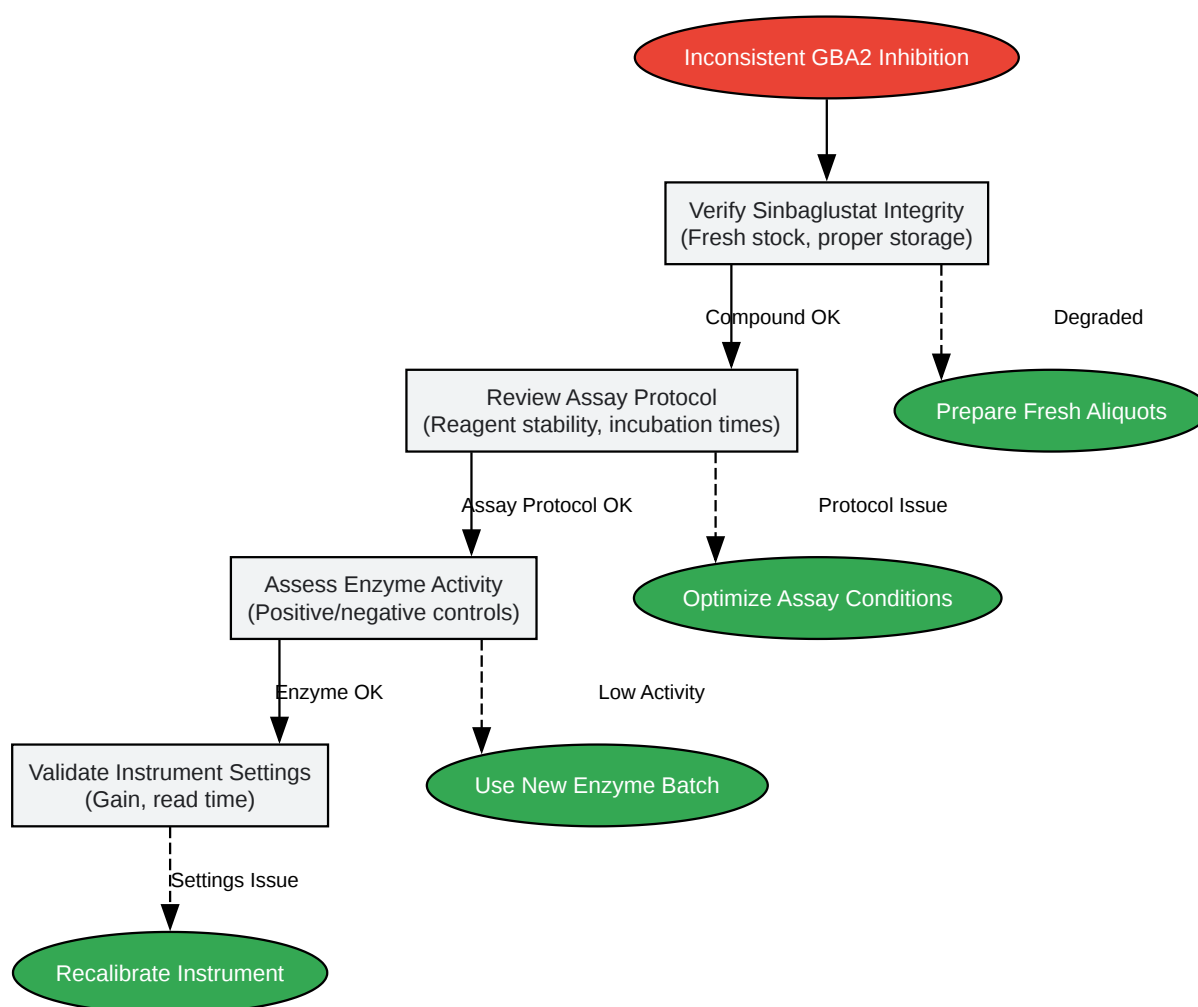 Inconsistent GBA2 Inhibition
Verify Sinbaglustat Integrity
(Fresh stock, proper storage)
Compound OK
Degraded
Review Assay Protocol
(Reagent stability, incubation times)
Prepare Fresh Aliquots
Assay Protocol OK
Protocol Issue
Assess Enzyme Activity
(Positive/negative controls)
Optimize Assay Conditions
Enzyme OK
Low Activity
Validate Instrument Settings
(Gain, read time)
Use New Enzyme Batch
Settings Issue
Recalibrate Instrument